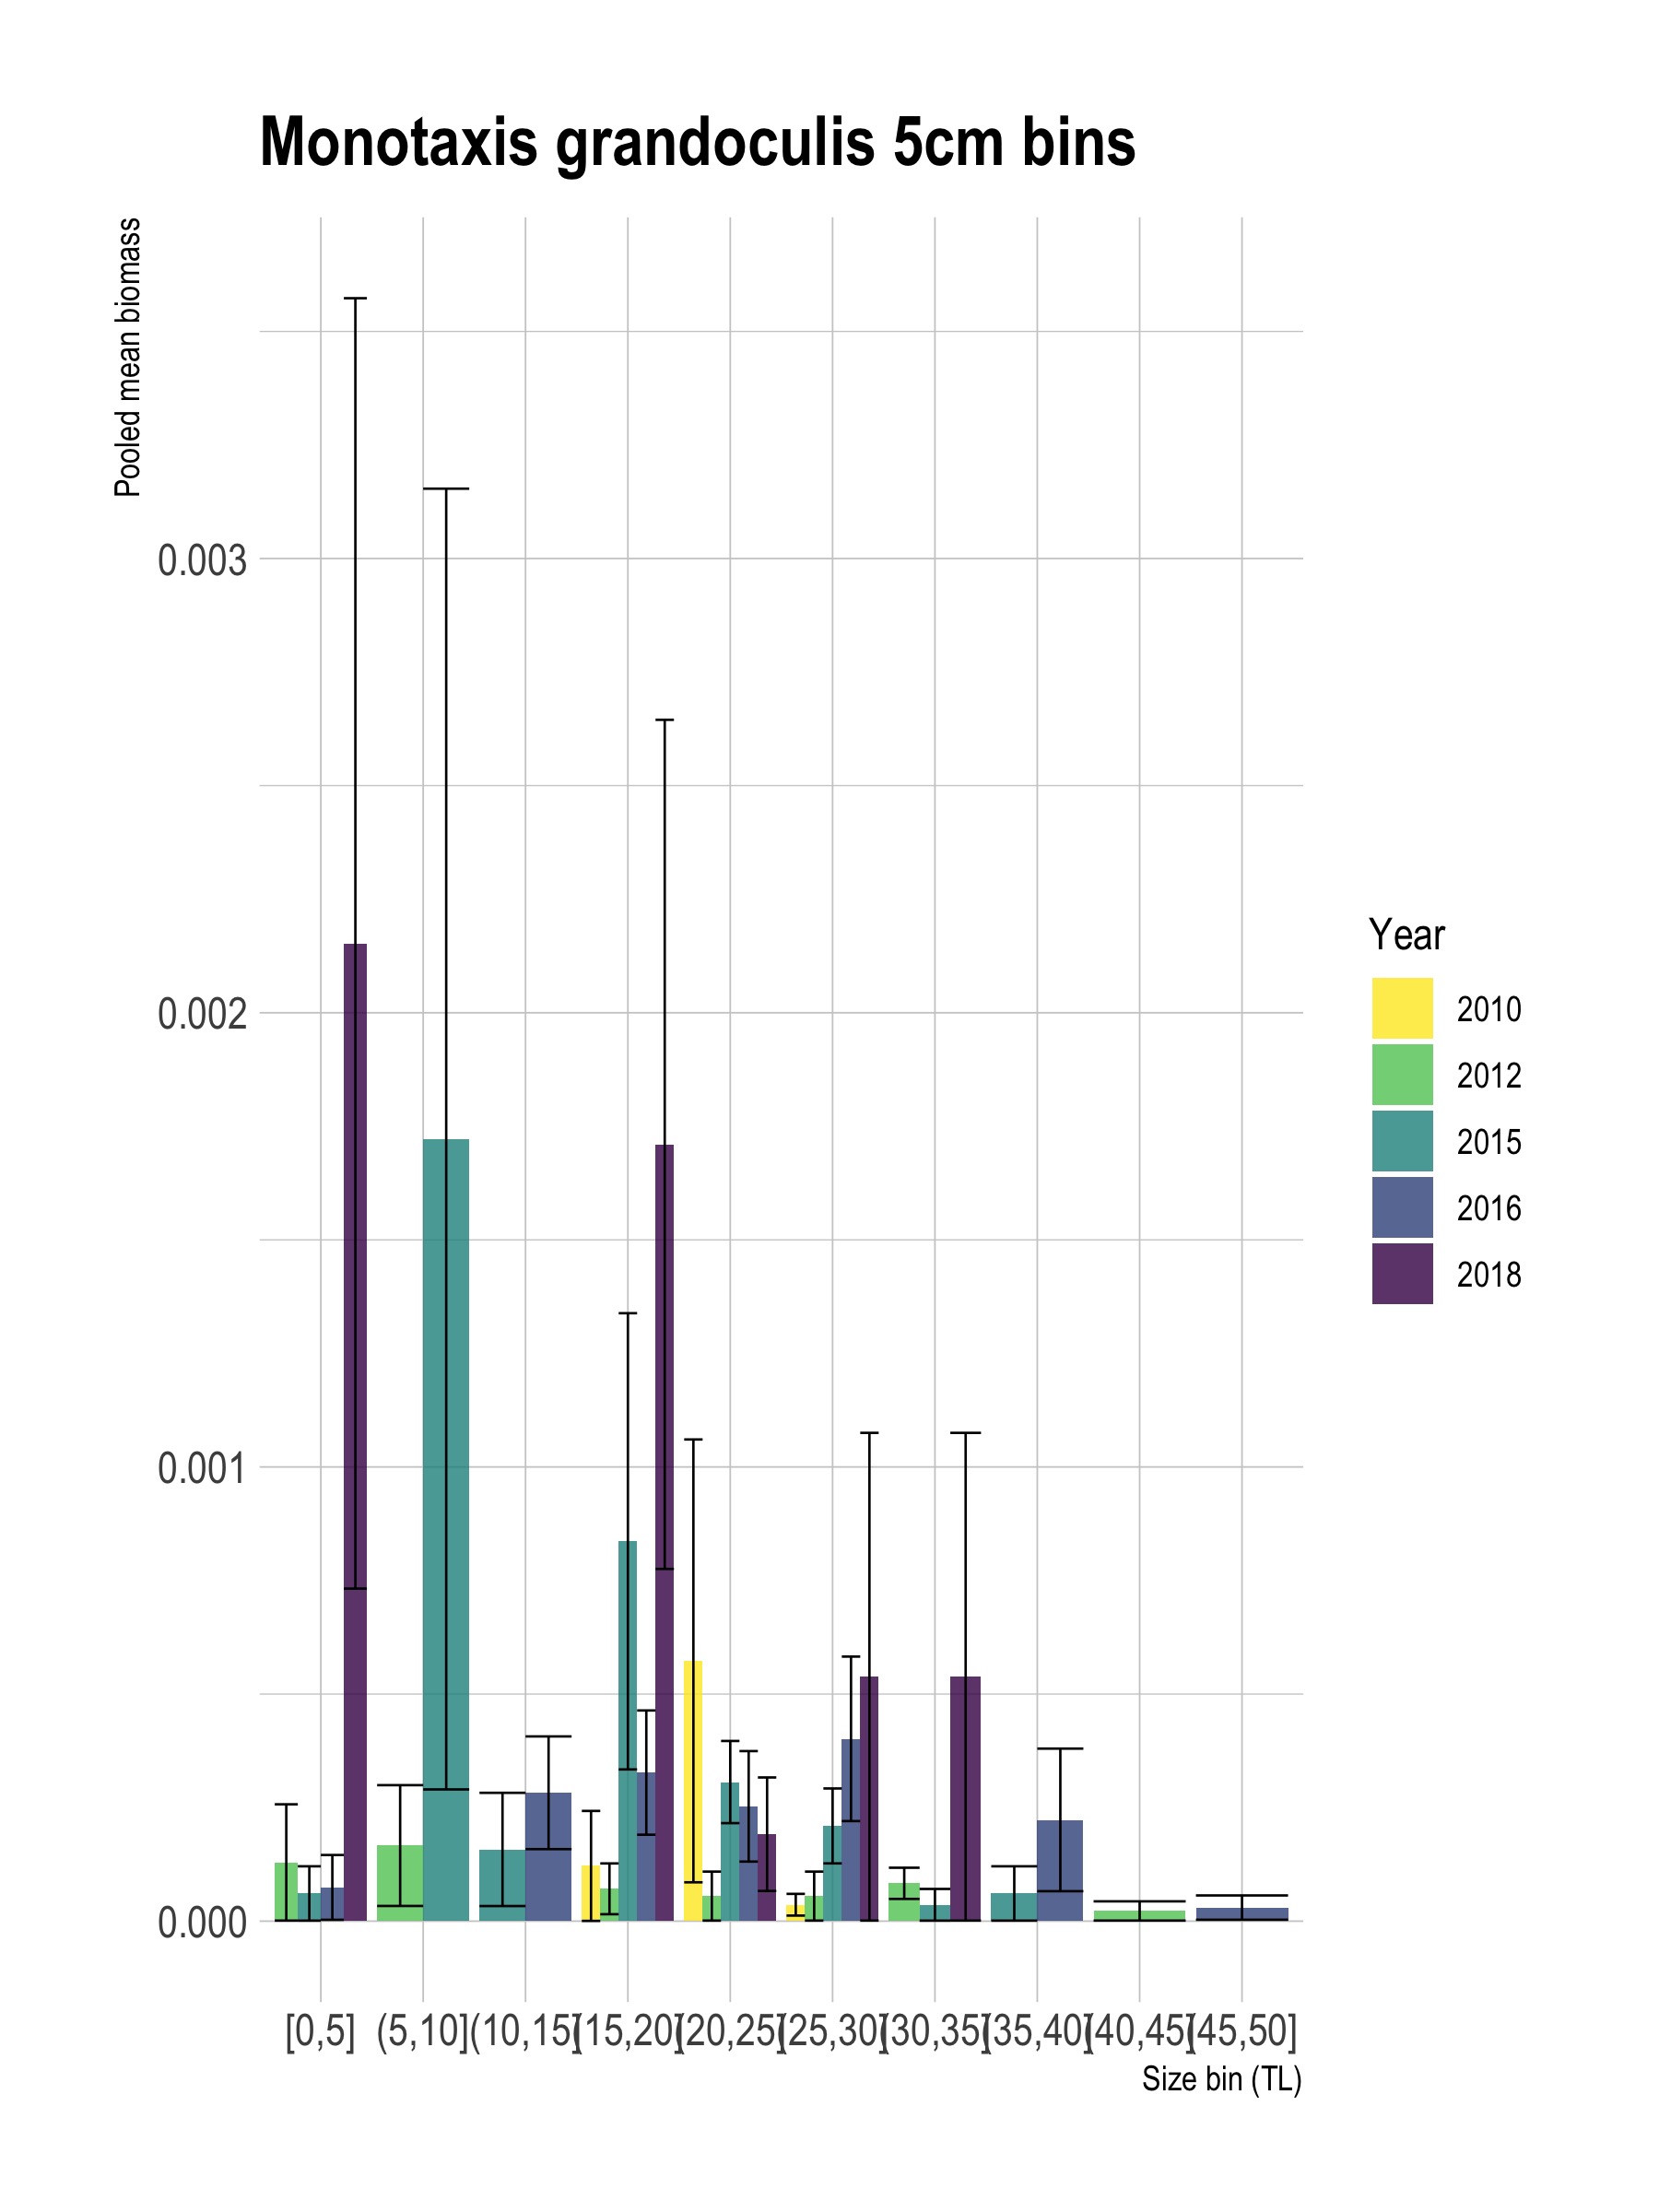 Monotaxis grandoculis 5cm bins
Pooled mean biomass
0.003
0.002
0.001
0.000
Year
2010
2012
2015
2016
2018
[0,5] (5,10] (10,15] (15,20] (20,25] (25,30] (30,35] (35,40] (40,45] (45,50]
Size bin (TL)